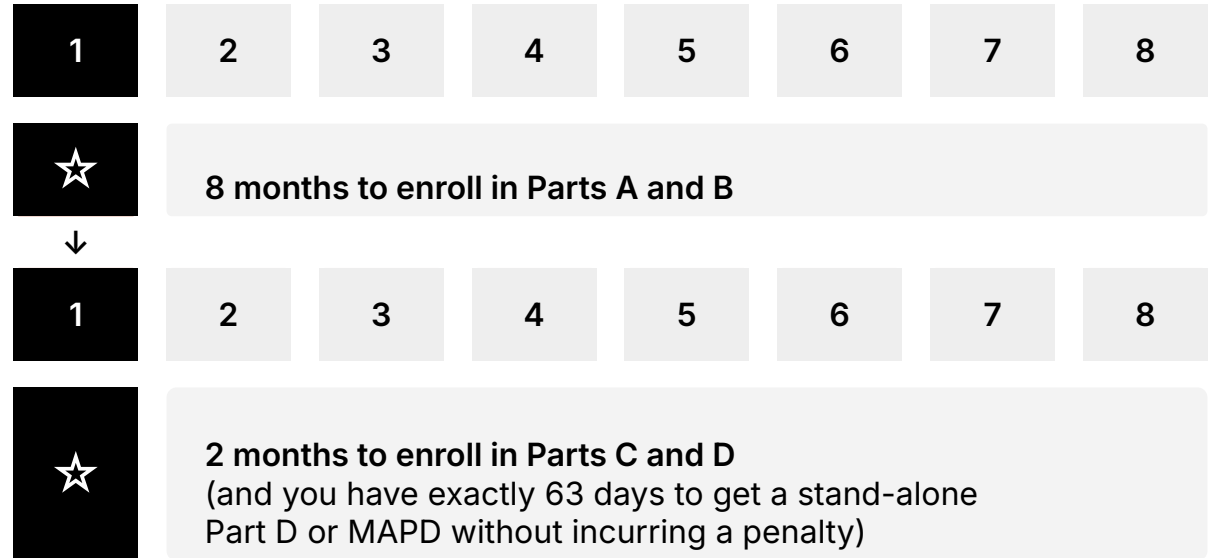 1 2 3 4 5 6 7 8
8 months to enroll in Parts A and B
1 2 3 4 5 6 7 8
2 months to enroll in Parts C and D
(and you have exactly 63 days to get a stand-alone
Part D or MAPD without incurring a penalty)